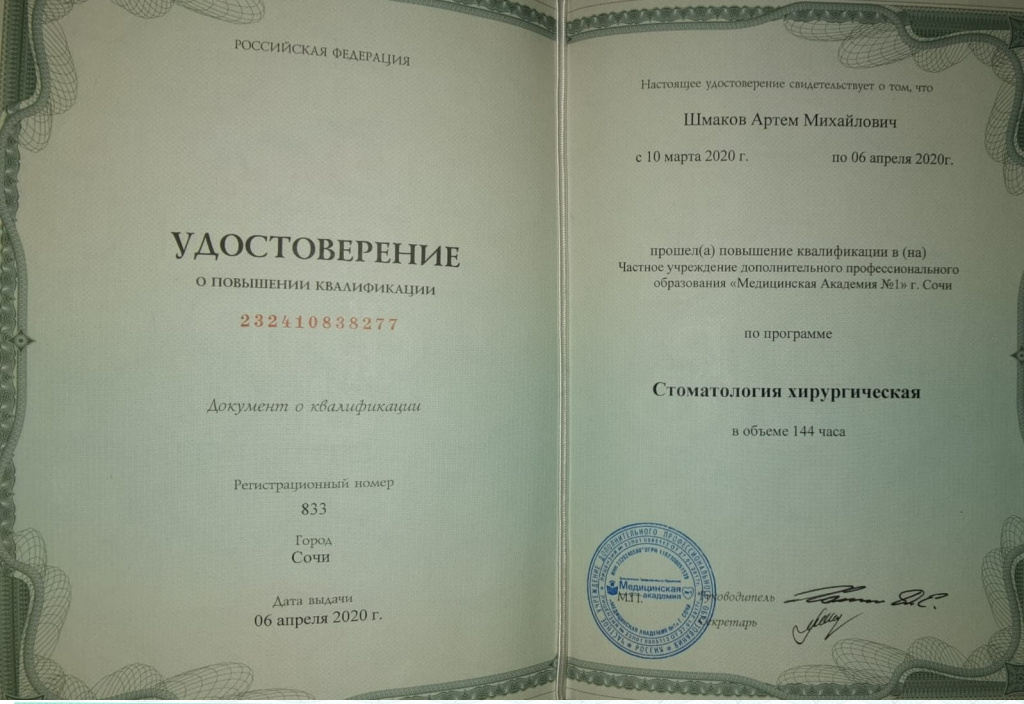 РОССИЙСКАЯ ФЕДЕРАЦИЯ
УДОСТОВЕРЕНИЕ
О ПОВЫШЕНИИ КВАЛИФИКАЦИИ
232410838277
Документ о квалификации
Регистрационный номер
833
Город
Сочи
Дата выдачи
06 апреля 2020 г.
Настоящее удостоверение свидетельствует о том, что
Шмаков Артем Михайлович
с 10 марта 2020 г. по 06 апреля 2020г.
прошел(а) повышение квалификации в (на)
Частное учреждение дополнительного профессионального
образования «Медицинская Академия №1» г. Сочи
по программе
Стоматология хирургическая
в объеме 144 часа
Медицинская
академия
М.П.
Руководитель
Секретарь